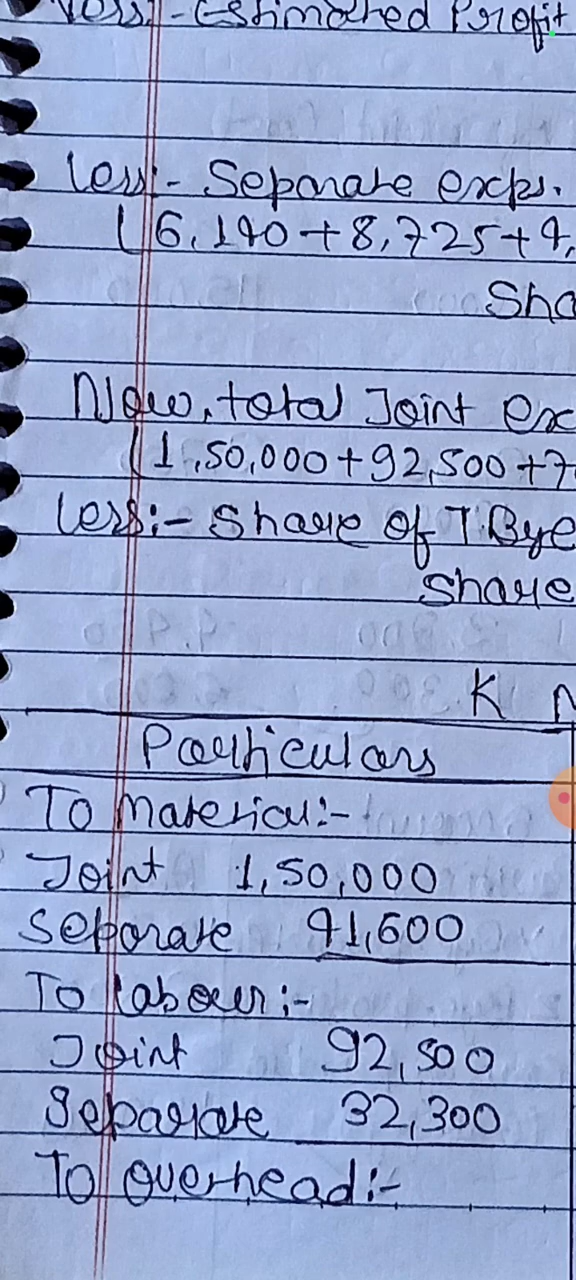 Less:- Estimated Profit
Less:- Separate exps.
(6,140+8,725+4,
Sha
Now, total Joint ex
(1,50,000+92,500+7
Less:- Share of T.Bye
Share
K N
Particulars
To Material:-
Joint 1,50,000
Separate 41,600
To Labour:-
Joint 92,500
Separate 32,300
To overhead:-